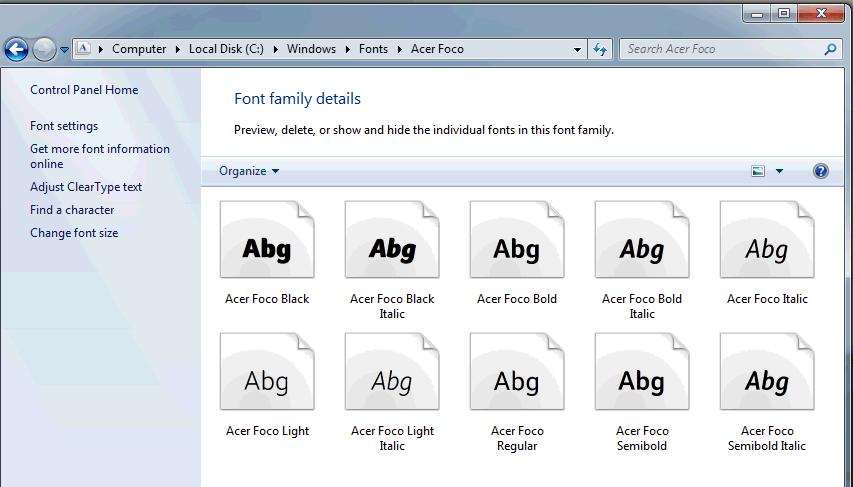 Computer Local Disk (C:) Windows Fonts Acer Foco
Search Acer Foco
Control Panel Home
Font settings
Get more font information
online
Adjust ClearType text
Find a character
Change font size
Font family details
Preview, delete, or show and hide the individual fonts in this font family.
Organize
Abg Abg Abg Abg Abg
Acer Foco Black
Acer Foco Black
Italic
Acer Foco Bold
Acer Foco Bold
Italic
Acer Foco Italic
Abg Abg Abg Abg Abg
Acer Foco Light
Acer Foco Light
Italic
Acer Foco
Regular
Acer Foco
Semibold
Acer Foco
Semibold Italic